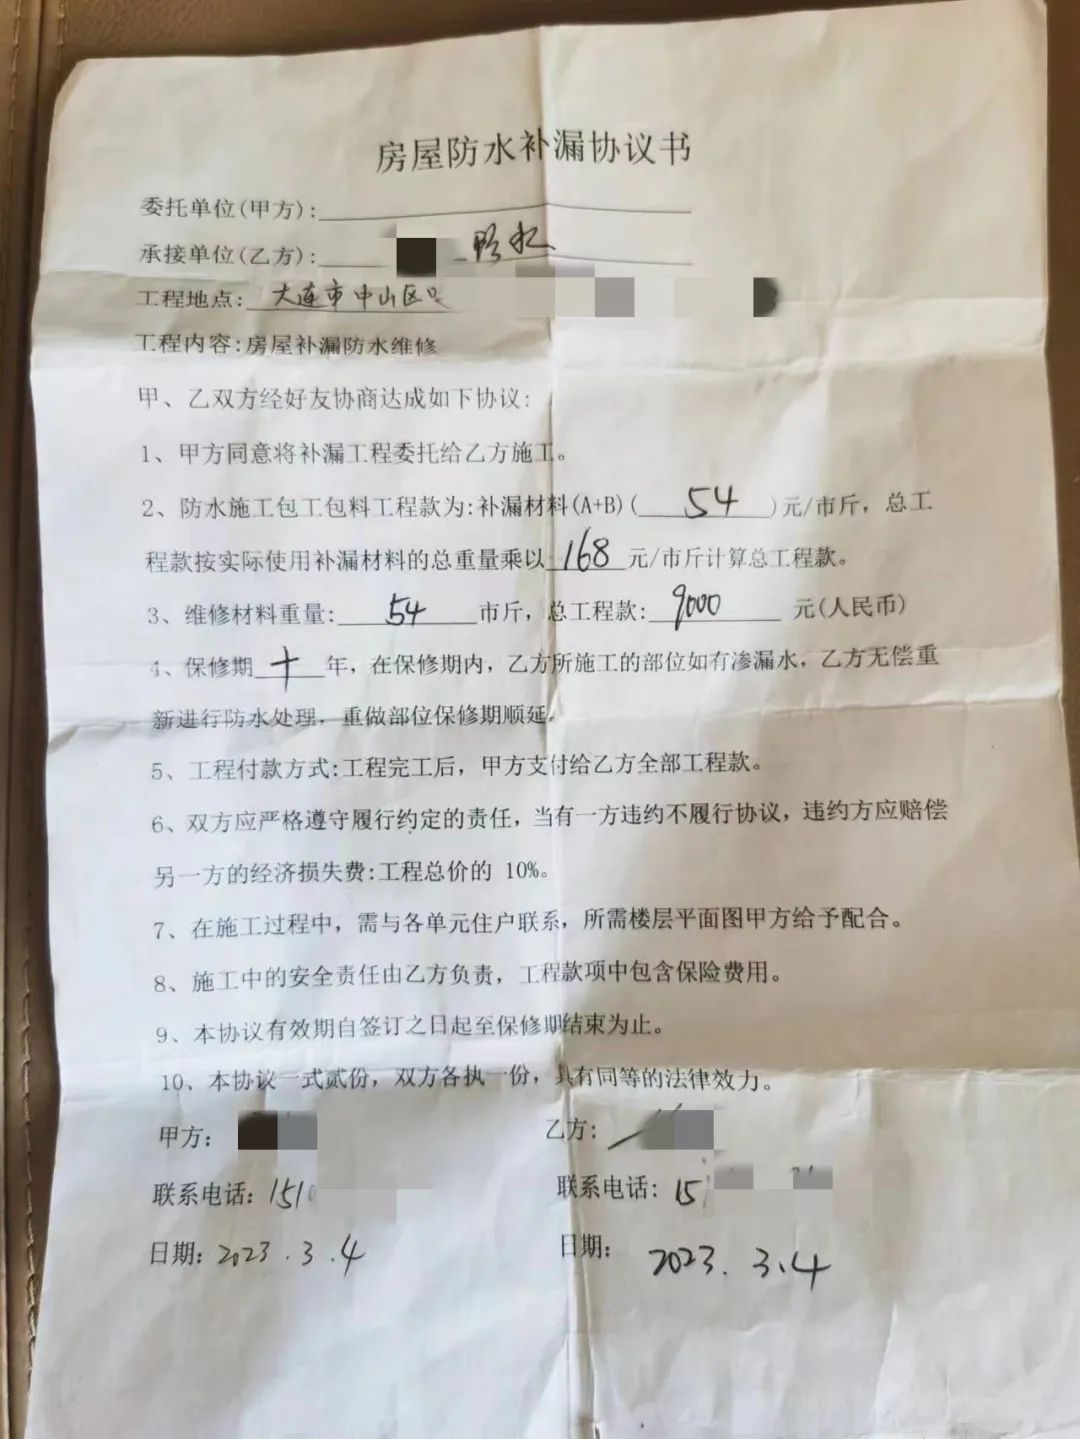 房屋防水补漏协议书
委托单位(甲方):
承接单位(乙方): 防水
工程地点: 大连市中山区
工程内容:房屋补漏防水维修
甲、乙双方经好友协商达成如下协议:
1、甲方同意将补漏工程委托给乙方施工。
2、防水施工包工包料工程款为:补漏材料(A+B)( 54 )元/市斤，总工
程款按实际使用补漏材料的总重量乘以 168 元/市斤计算总工程款。
3、维修材料重量: 54 市斤，总工程款: 9000 元(人民币)
4、保修期 十 年，在保修期内，乙方所施工的部位如有渗漏水，乙方无偿重
新进行防水处理，重做部位保修期顺延。
5、工程付款方式:工程完工后，甲方支付给乙方全部工程款。
6、双方应严格遵守履行约定的责任，当有一方违约不履行协议，违约方应赔偿
另一方的经济损失费:工程总价的 10%。
7、在施工过程中，需与各单元住户联系，所需楼层平面图甲方给予配合。
8、施工中的安全责任由乙方负责，工程款项中包含保险费用。
9、本协议有效期自签订之日起至保修期结束为止。
10、本协议一式贰份，双方各执一份，具有同等的法律效力。
甲方: 乙方:
联系电话: 151 联系电话: 15
日期: 2023.3.4 日期: 2023.3.4